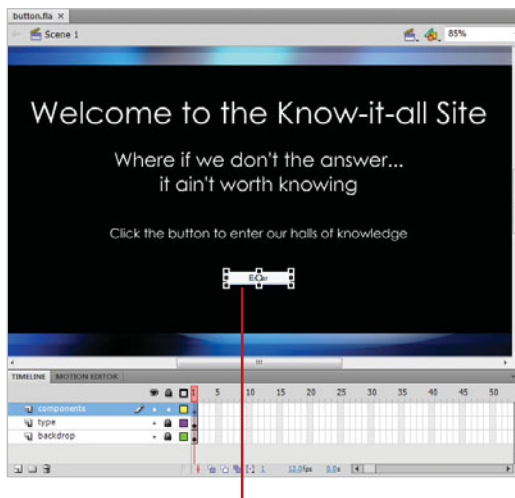 button.fla ×
Scene 1
85%
Welcome to the Know-it-all Site
Where if we don't the answer...
it ain't worth knowing
Click the button to enter our halls of knowledge
Enter
TIMELINE MOTION EDITOR
1 5 10 15 20 25 30 35 40 45 50
components
type
backdrop
1 12.0fps 0.0s